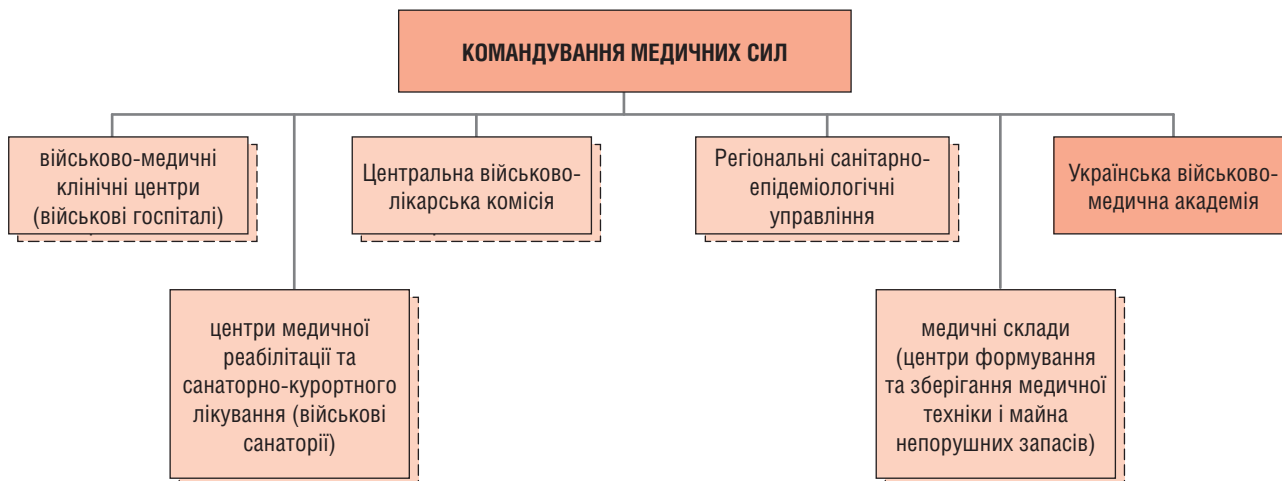 КОМАНДУВАННЯ МЕДИЧНИХ СИЛ
військово-медичні
клінічні центри
(військові госпіталі)
Центральна військово-
лікарська комісія
Регіональні санітарно-
епідеміологічні
управління
Українська військово-
медична академія
центри медичної
реабілітації та
санаторно-курортного
лікування (військові
санаторії)
медичні склади
(центри формування
та зберігання медичної
техніки і майна
непорушних запасів)